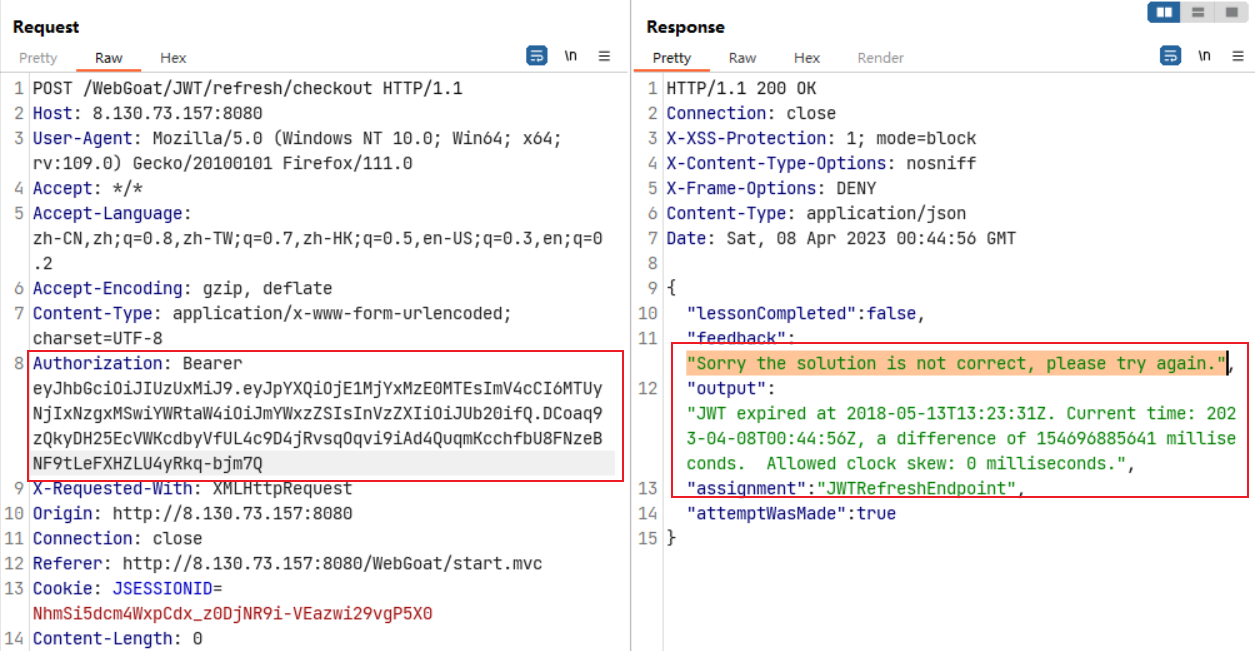 Request
Pretty Raw Hex \n
1 POST /WebGoat/JWT/refresh/checkout HTTP/1.1
2 Host: 8.130.73.157:8080
3 User-Agent: Mozilla/5.0 (Windows NT 10.0; Win64; x64;
rv:109.0) Gecko/20100101 Firefox/111.0
4 Accept: */*
5 Accept-Language:
zh-CN,zh;q=0.8,zh-TW;q=0.7,zh-HK;q=0.5,en-US;q=0.3,en;q=0
.2
6 Accept-Encoding: gzip, deflate
7 Content-Type: application/x-www-form-urlencoded;
charset=UTF-8
8 Authorization: Bearer
eyJhbGciOiJIUzUxMiJ9.eyJpYXQiOjE1MjYxMzE0MTEsImV4cCI6MTUy
NjIxNzgxMSwiYWRtaW4iOiJmYWxzZSIsInVzZXIiOiJUb20ifQ.DCoaq9
zQkyDH25EcVWKcdbyVfUL4c9D4jRvsqOqvi9iAd4QuqmKcchfbU8FNzeB
NF9tLeFXHZLU4yRkq-bjm7Q
9 X-Requested-With: XMLHttpRequest
10 Origin: http://8.130.73.157:8080
11 Connection: close
12 Referer: http://8.130.73.157:8080/WebGoat/start.mvc
13 Cookie: JSESSIONID=
NhmSi5dcm4WxpCdx_z0DjNR9i-VEazwi29vgP5X0
14 Content-Length: 0
Response
Pretty Raw Hex Render \n
1 HTTP/1.1 200 OK
2 Connection: close
3 X-XSS-Protection: 1; mode=block
4 X-Content-Type-Options: nosniff
5 X-Frame-Options: DENY
6 Content-Type: application/json
7 Date: Sat, 08 Apr 2023 00:44:56 GMT
8
9 {
10 "lessonCompleted":false,
11 "feedback":
"Sorry the solution is not correct, please try again.",
12 "output":
"JWT expired at 2018-05-13T13:23:31Z. Current time: 202
3-04-08T00:44:56Z, a difference of 154696885641 millise
conds.  Allowed clock skew: 0 milliseconds.",
13 "assignment":"JWTRefreshEndpoint",
14 "attemptWasMade":true
15 }